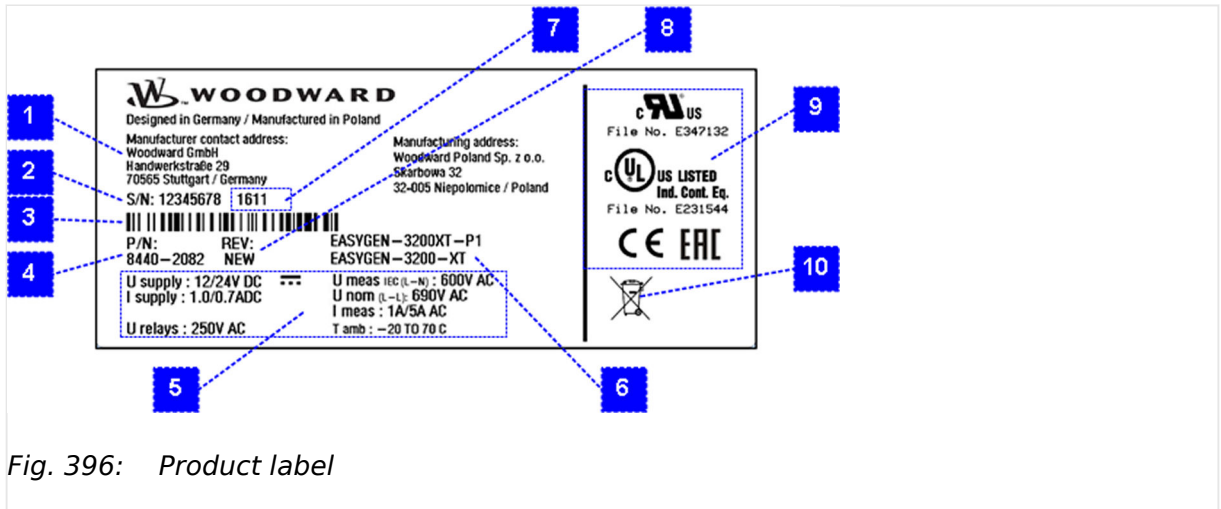 7
8
WOODWARD
Designed in Germany / Manufactured in Poland
1
Manufacturer contact address:
Woodward GmbH
Handwerkstraße 29
70565 Stuttgart / Germany
Manufacturing address:
Woodward Poland Sp. z o.o.
Skarbowa 32
32-005 Niepolomice / Poland
2
S/N: 12345678 1611
3
P/N: REV: EASYGEN-3200XT-P1
8440-2082 NEW EASYGEN-3200-XT
4
U supply : 12/24V DC
I supply : 1.0/0.7ADC
U relays : 250V AC
U meas IEC (L-N) : 600V AC
U nom (L-L): 690V AC
I meas : 1A/5A AC
T amb : -20 TO 70 C
5
6
c RU US
File No. E347132
9
c UL US LISTED
Ind. Cont. Eq.
File No. E231544
CE EAC
10
Fig. 396: Product label